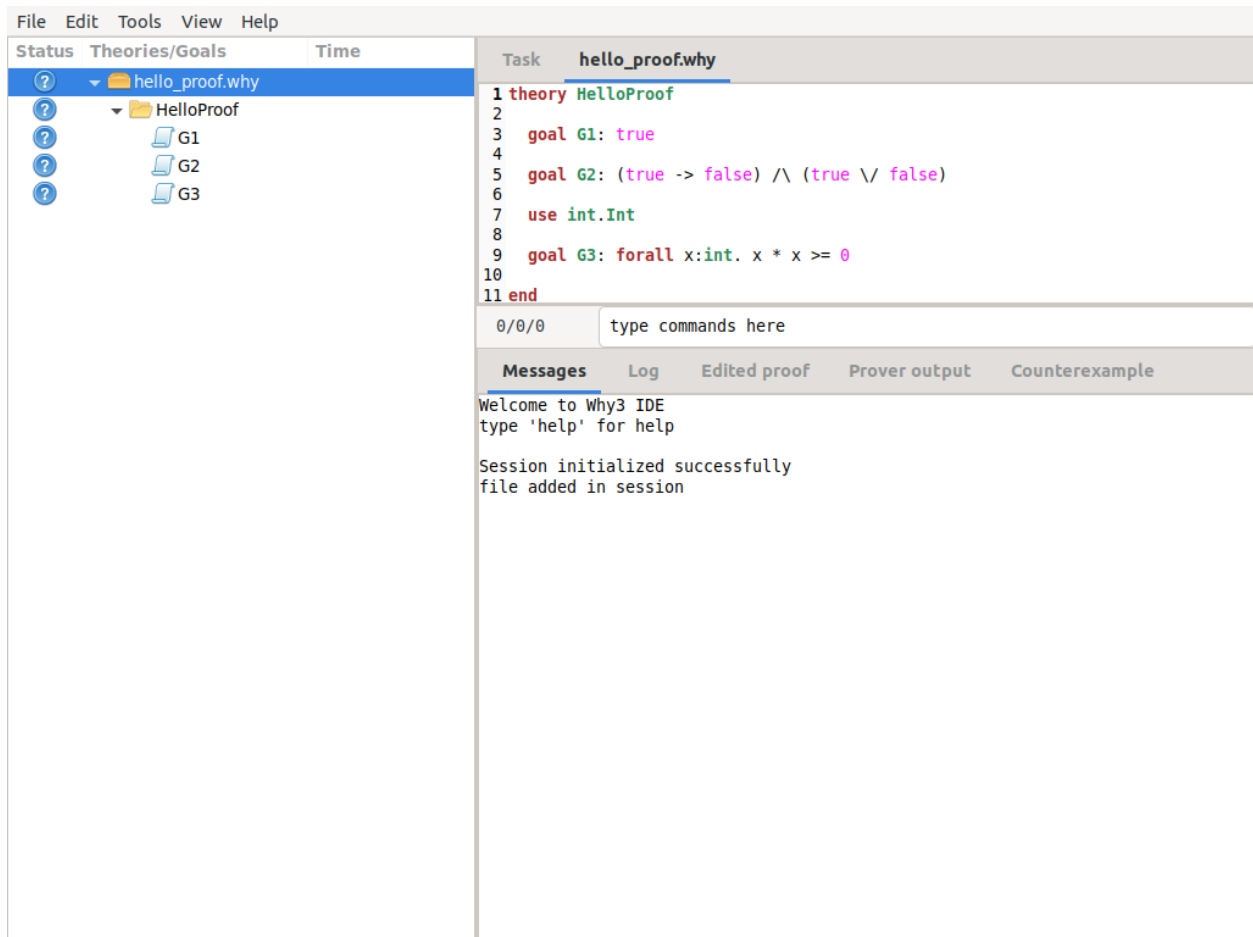 File Edit Tools View Help
Status Theories/Goals Time
hello_proof.why
HelloProof
G1
G2
G3
Task hello_proof.why
1 theory HelloProof
2
3 goal G1: true
4
5 goal G2: (true -> false) /\ (true \/ false)
6
7 use int.Int
8
9 goal G3: forall x:int. x * x >= 0
10
11 end
0/0/0 type commands here
Messages Log Edited proof Prover output Counterexample
Welcome to Why3 IDE
type 'help' for help
Session initialized successfully
file added in session